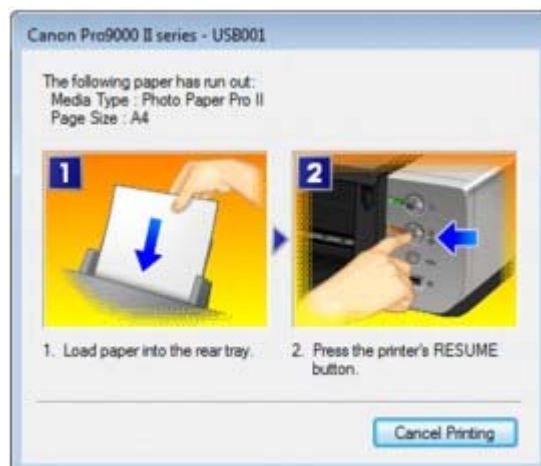 Canon Pro9000 II series - USB001
The following paper has run out:
Media Type : Photo Paper Pro II
Page Size : A4
1
2
1. Load paper into the rear tray.
2. Press the printer's RESUME
button.
Cancel Printing